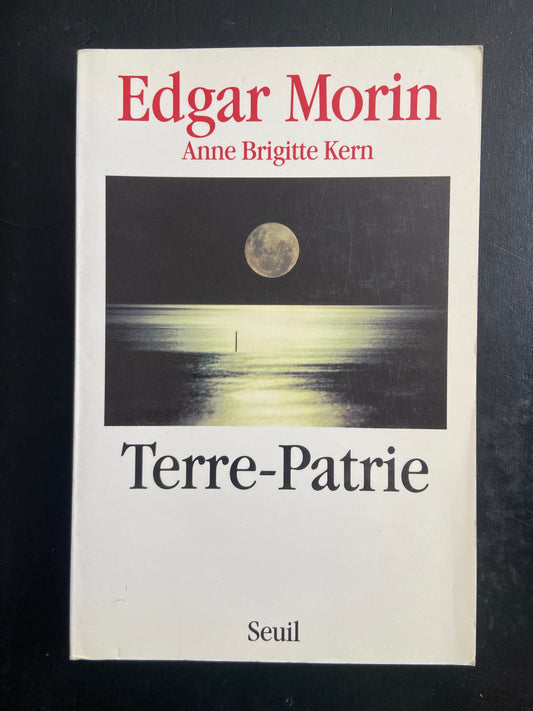 Edgar Morin
Anne Brigitte Kern
Terre-Patrie
Seuil